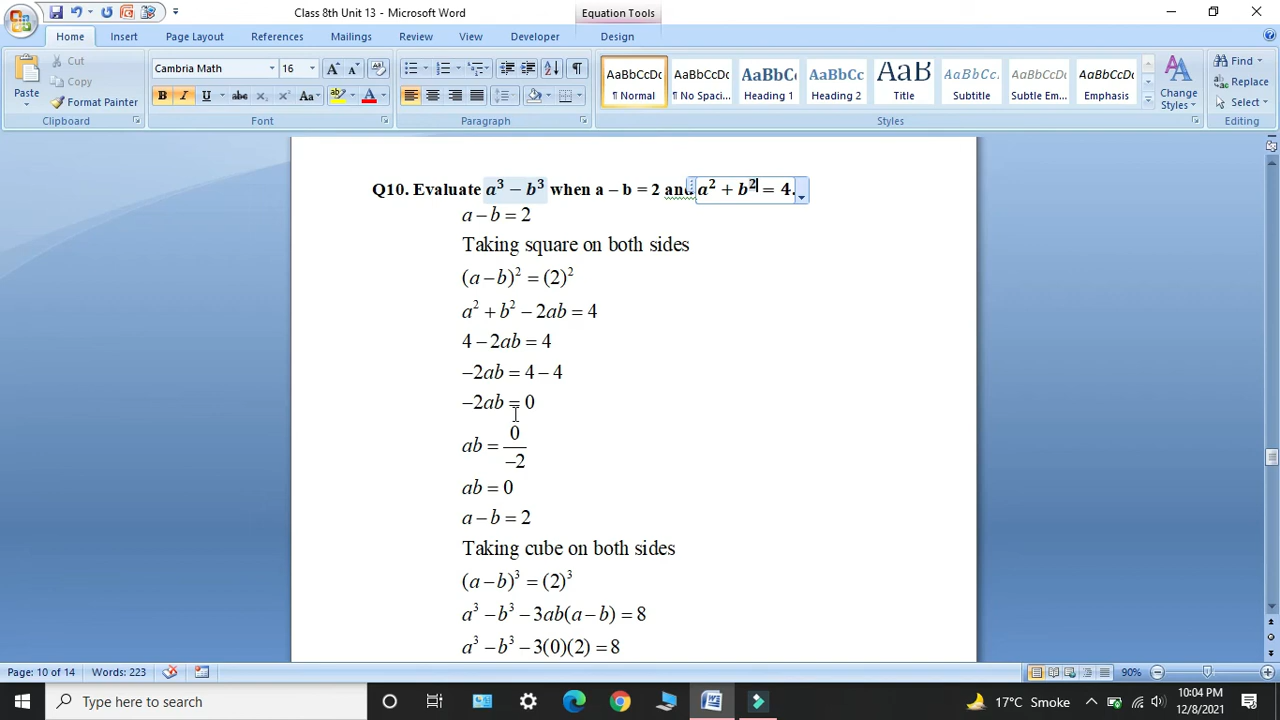 Class 8th Unit 13 - Microsoft Word
Equation Tools
Home Insert Page Layout References Mailings Review View Developer Design
Paste
Cut
Copy
Format Painter
Clipboard
Cambria Math 16
B I U abc x₂ x² Aa
Font
Paragraph
AaBbCcDc AaBbCcDc AaBbC AaBbCc AaB AaBbCc. AaBbCcDc AaBbCcDc
¶ Normal ¶ No Spaci... Heading 1 Heading 2 Title Subtitle Subtle Em... Emphasis
Change Styles
Styles
Find
Replace
Select
Editing
Q10. Evaluate a³ − b³ when a – b = 2 and a² + b² = 4.
a − b = 2
Taking square on both sides
(a − b)² = (2)²
a² + b² − 2ab = 4
4 − 2ab = 4
−2ab = 4 − 4
−2ab = 0
ab = 0/−2
ab = 0
a − b = 2
Taking cube on both sides
(a − b)³ = (2)³
a³ − b³ − 3ab(a − b) = 8
a³ − b³ − 3(0)(2) = 8
Page: 10 of 14 Words: 223 90%
Type here to search
17°C Smoke
10:04 PM
12/8/2021